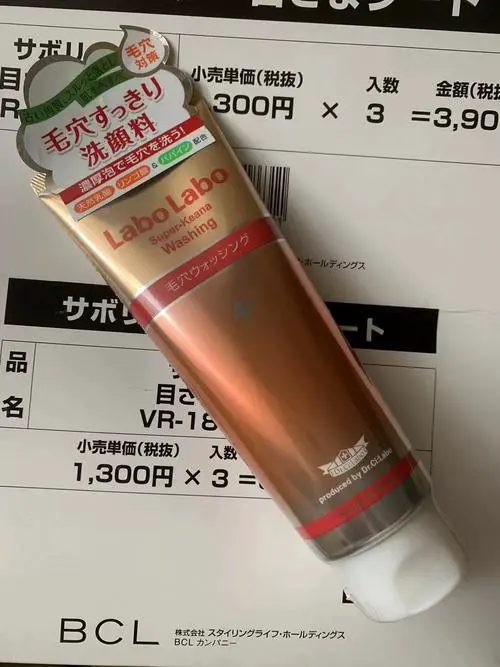 目ざまシート
サボリ
目
R
小売単価(税抜)
入数
金額(税抜)
300円 × 3 =3,90
毛穴
対策
毛穴すっきり
洗顔料
濃厚泡で毛穴を洗う!
天然乳酸 リンゴ酸 & パパイン 配合
Labo Labo
Super-Keana
Washing
毛穴ウォッシング
・ホールディングス
サボリ
ート
品
名
目さ
VR-18
小売単価(税抜)
入数
1,300円 × 3 =
produced by Dr.Ci:Labo
BCL
株式会社 スタイリングライフ・ホールディングス
BCL カンパニー